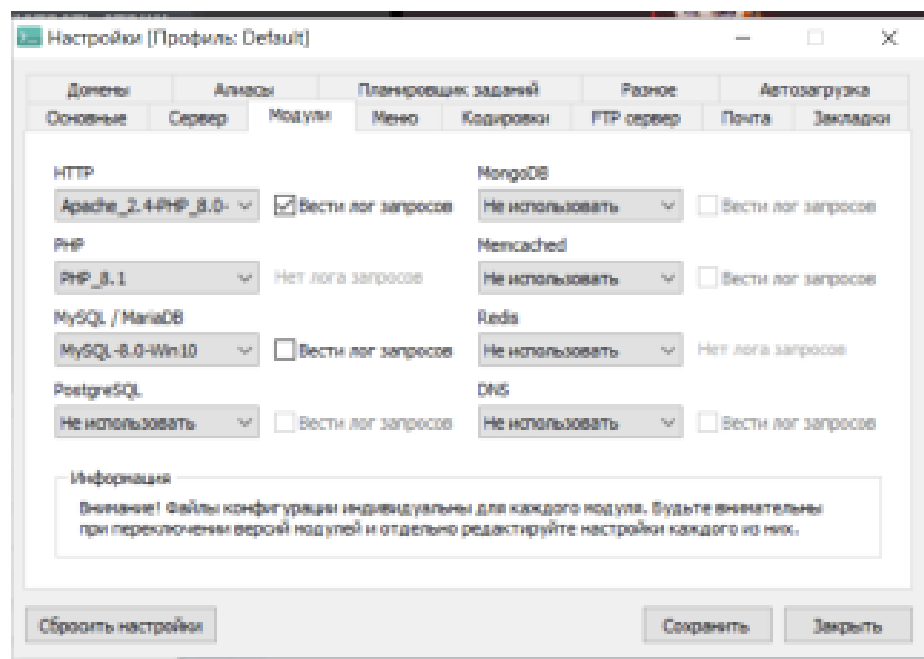 Настройки [Профиль: Default]
Домены Алиасы Планировщик заданий Разное Автозагрузка
Основные Сервер Модули Меню Кодировки FTP сервер Почта Закладки
HTTP
Apache_2.4-PHP_8.0-
Вести лог запросов
PHP
PHP_8.1
Нет лога запросов
MySQL / MariaDB
MySQL-8.0-Win10
Вести лог запросов
PostgreSQL
Не использовать
Вести лог запросов
MongoDB
Не использовать
Вести лог запросов
Memcached
Не использовать
Вести лог запросов
Redis
Не использовать
Нет лога запросов
DNS
Не использовать
Вести лог запросов
Информация
Внимание! Файлы конфигурации индивидуальны для каждого модуля. Будьте внимательны
при переключении версий модулей и отдельно редактируйте настройки каждого из них.
Сбросить настройки Сохранить Закрыть